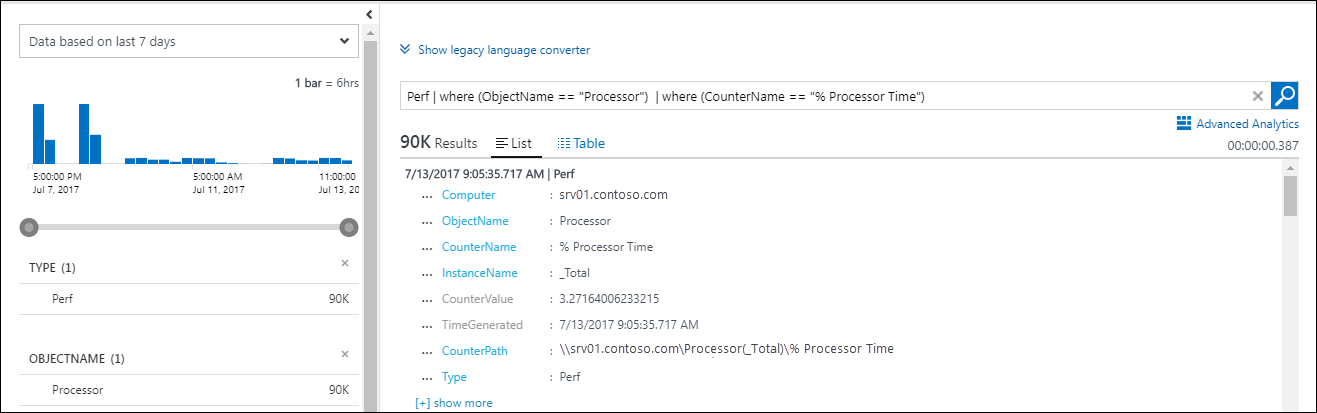 Data based on last 7 days
1 bar = 6hrs
5:00:00 PM 5:00:00 AM 11:00:00
Jul 7, 2017 Jul 11, 2017 Jul 13, 20
TYPE (1)
Perf 90K
OBJECTNAME (1)
Processor 90K
Show legacy language converter
Perf | where (ObjectName == "Processor") | where (CounterName == "% Processor Time")
Advanced Analytics
90K Results List Table 00:00:00.387
7/13/2017 9:05:35.717 AM | Perf
... Computer : srv01.contoso.com
... ObjectName : Processor
... CounterName : % Processor Time
... InstanceName : _Total
... CounterValue : 3.27164006233215
... TimeGenerated : 7/13/2017 9:05:35.717 AM
... CounterPath : \\srv01.contoso.com\Processor(_Total)\% Processor Time
... Type : Perf
[+] show more